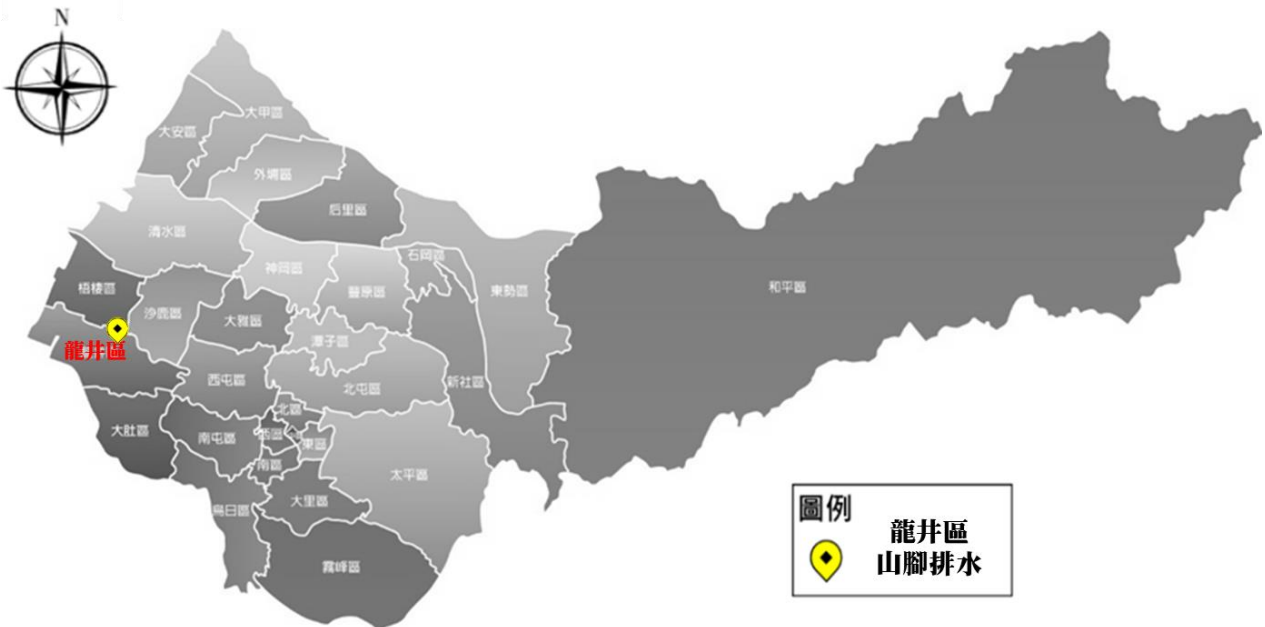 N
大甲區
大安區
外埔區
后里區
清水區
石岡區
神岡區
豐原區
東勢區
和平區
梧棲區
沙鹿區
大雅區
潭子區
龍井區
西屯區
北屯區
新社區
北區
大肚區
南屯區
西區
東區
南區
太平區
大里區
烏日區
霧峰區
圖例
龍井區
山腳排水